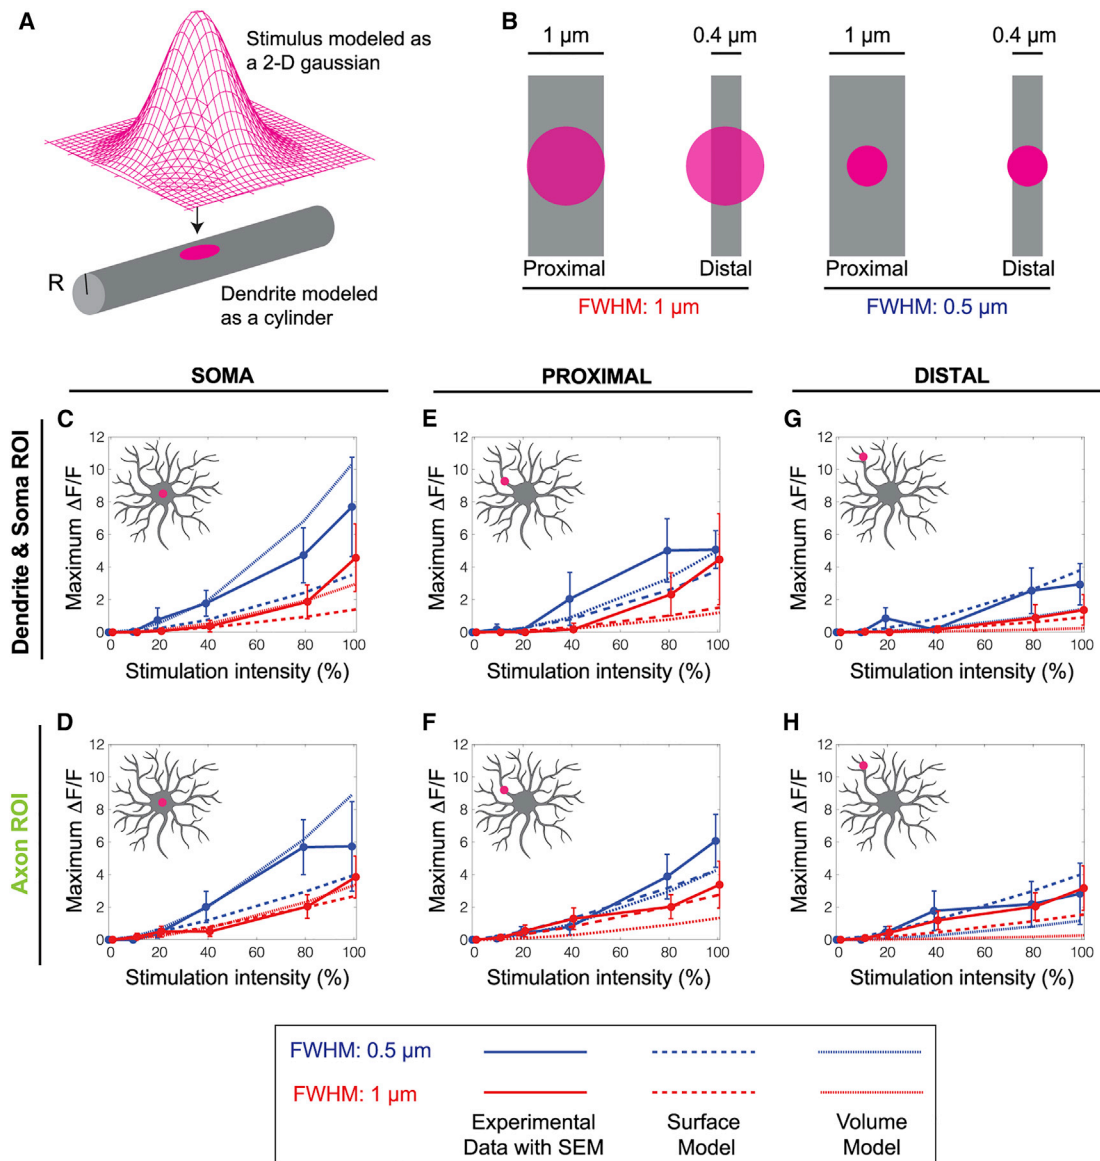 A
Stimulus modeled as
a 2-D gaussian
R
Dendrite modeled
as a cylinder
B
1 μm
0.4 μm
1 μm
0.4 μm
Proximal
Distal
Proximal
Distal
FWHM: 1 μm
FWHM: 0.5 μm
SOMA
PROXIMAL
DISTAL
Dendrite & Soma ROI
C
Maximum ΔF/F
12
10
8
6
4
2
0
0 20 40 60 80 100
Stimulation intensity (%)
E
Maximum ΔF/F
12
10
8
6
4
2
0
0 20 40 60 80 100
Stimulation intensity (%)
G
Maximum ΔF/F
12
10
8
6
4
2
0
0 20 40 60 80 100
Stimulation intensity (%)
Axon ROI
D
Maximum ΔF/F
12
10
8
6
4
2
0
0 20 40 60 80 100
Stimulation intensity (%)
F
Maximum ΔF/F
12
10
8
6
4
2
0
0 20 40 60 80 100
Stimulation intensity (%)
H
Maximum ΔF/F
12
10
8
6
4
2
0
0 20 40 60 80 100
Stimulation intensity (%)
FWHM: 0.5 μm
FWHM: 1 μm
Experimental
Data with SEM
Surface
Model
Volume
Model